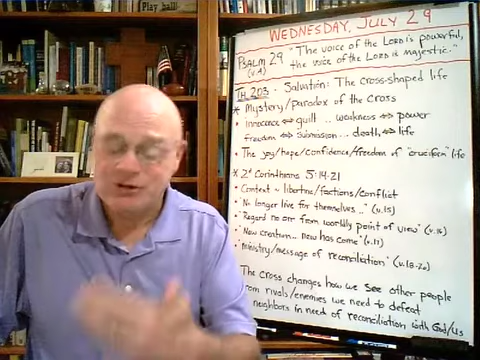 Play ball!
WEDNESDAY, JULY 29
PSALM 29 "The voice of the LORD is powerful,
(v.4) the voice of the LORD is majestic."
TH 203 · Salvation: The cross-shaped life
* Mystery/paradox of the Cross
• Innocence ⇔ guilt .. weakness ⇔ power
freedom ⇔ submission... death ⇔ life
• The joy/hope/confidence/freedom of "cruciform" life
* 2nd Corinthians 5:14-21
• Context ~ /factions/conflict
• "No longer live for themselves.." (v.15)
• "Regard no one from worldly point of view" (v.16)
• "New creation... new has come" (v.17)
• "ministry/message of reconciliation" (v.18-20)
The cross changes how we see other people
from rivals/enemies we need to defeat
neighbors in need of reconciliation with God/us